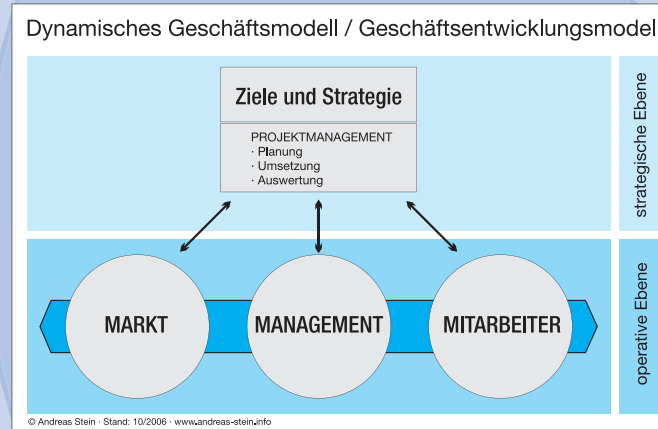 Dynamisches Geschäftsmodell / Geschäftsentwicklungsmodel
Ziele und Strategie
PROJEKTMANAGEMENT
· Planung
· Umsetzung
· Auswertung
strategische Ebene
MARKT
MANAGEMENT
MITARBEITER
operative Ebene
© Andreas Stein · Stand: 10/2006 · www.andreas-stein.info